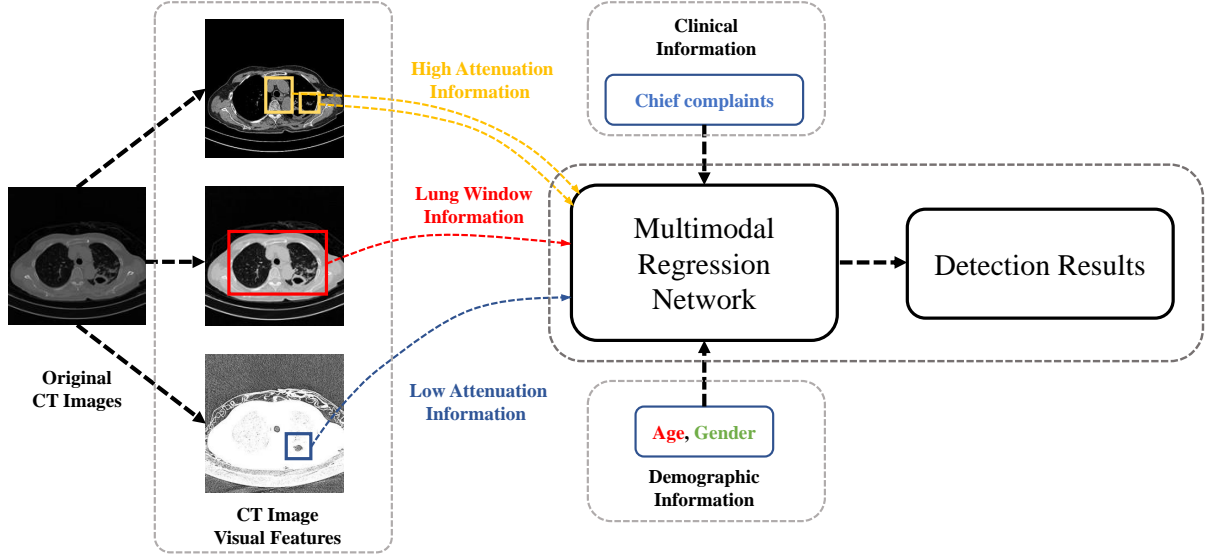 Original
CT Images
CT Image
Visual Features
High Attenuation
Information
Lung Window
Information
Low Attenuation
Information
Clinical
Information
Chief complaints
Multimodal
Regression
Network
Detection Results
Age, Gender
Demographic
Information